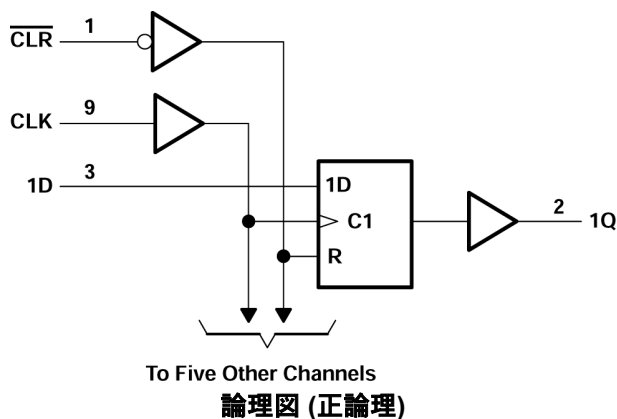 CLR 1
CLK 9
1D 3
1D
C1
R
2 1Q
To Five Other Channels
論理図 (正論理)